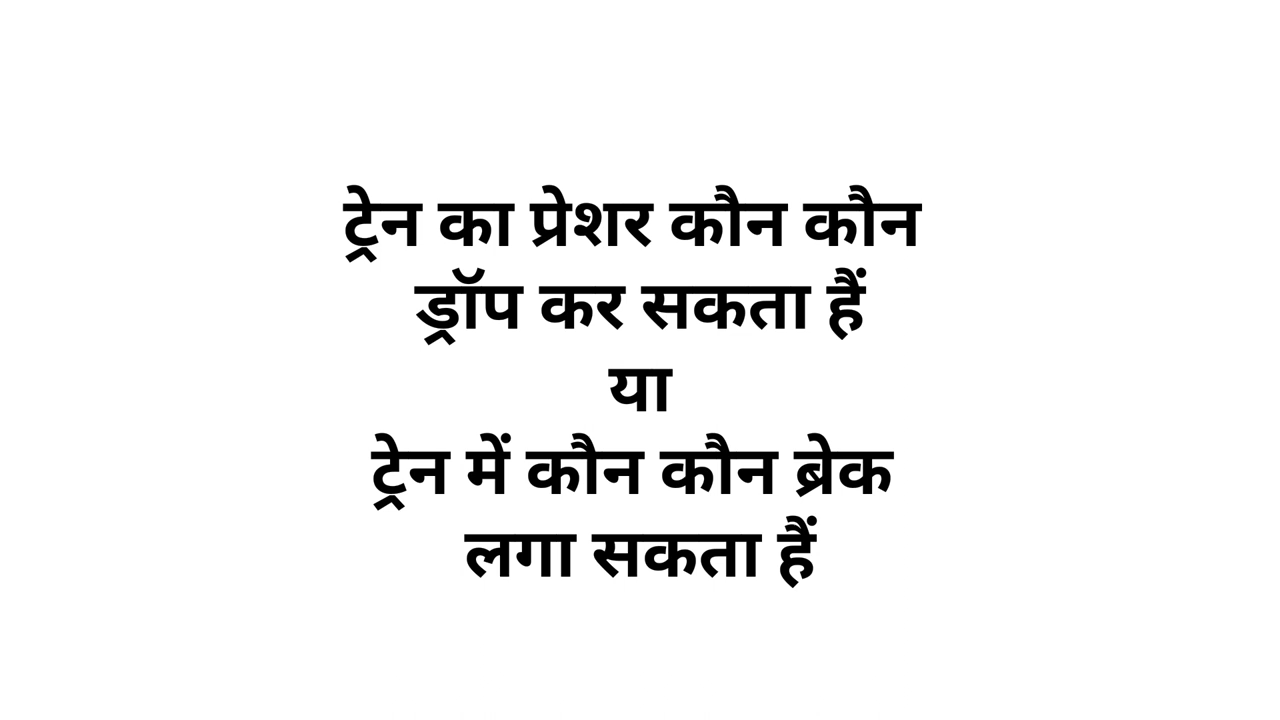 ट्रेन का प्रेशर कौन कौन
ड्रॉप कर सकता हैं
या
ट्रेन में कौन कौन ब्रेक
लगा सकता हैं